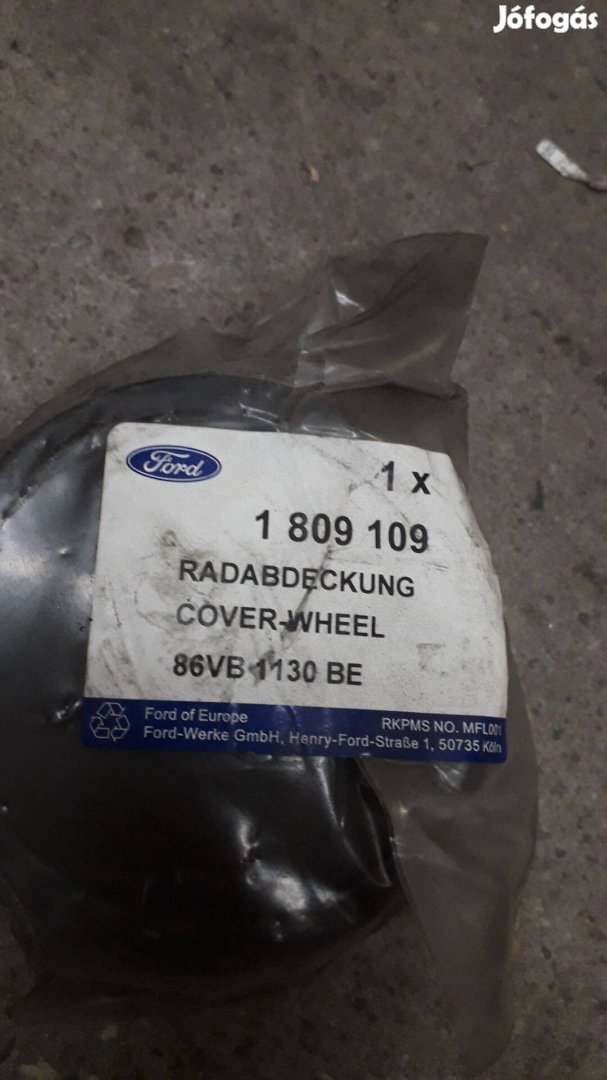 Jófogás
Ford
1 x
1 809 109
RADABDECKUNG
COVER-WHEEL
86VB 1130 BE
Ford of Europe
RKPMS NO. MFL001
Ford-Werke GmbH, Henry-Ford-Straße 1, 50735 Köln